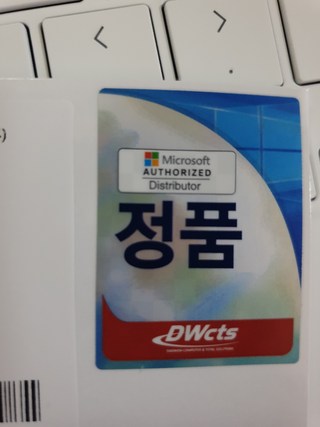 Microsoft
AUTHORIZED
Distributor
정품
DWcts